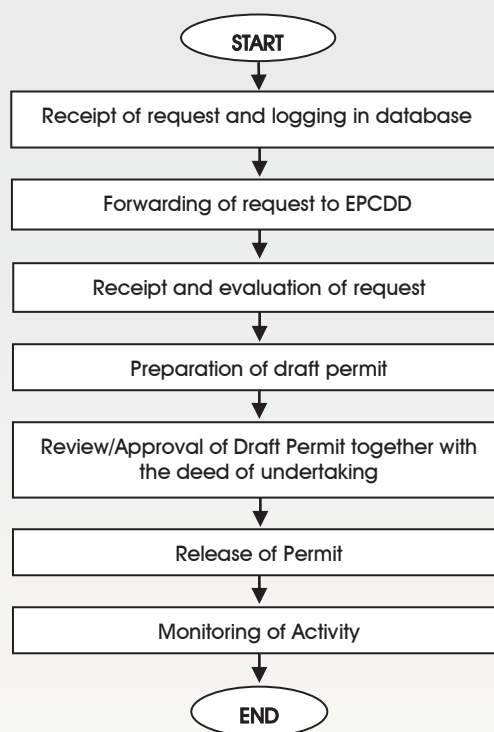 START
Receipt of request and logging in database
Forwarding of request to EPCDD
Receipt and evaluation of request
Preparation of draft permit
Review/Approval of Draft Permit together with
the deed of undertaking
Release of Permit
Monitoring of Activity
END